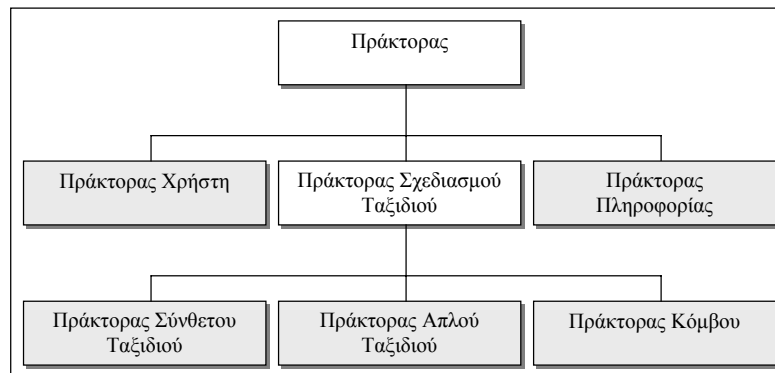 Πράκτορας
Πράκτορας Χρήστη
Πράκτορας Σχεδιασμού
Ταξιδιού
Πράκτορας
Πληροφορίας
Πράκτορας Σύνθετου
Ταξιδιού
Πράκτορας Απλού
Ταξιδιού
Πράκτορας Κόμβου